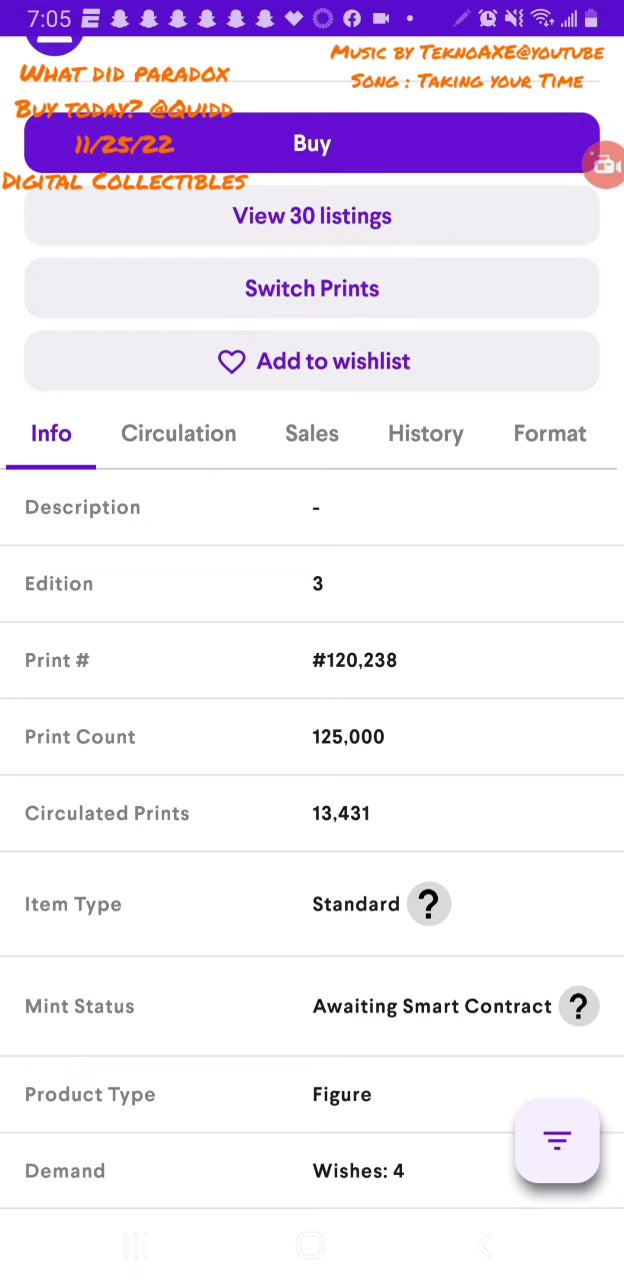 7:05
Music by TeknoAXE@youtube
What did paradox
Song : Taking your Time
Buy today? @Quidd
11/25/22
Buy
Digital Collectibles
View 30 listings
Switch Prints
Add to wishlist
Info Circulation Sales History Format
Description -
Edition 3
Print # #120,238
Print Count 125,000
Circulated Prints 13,431
Item Type Standard ?
Mint Status Awaiting Smart Contract ?
Product Type Figure
Demand Wishes: 4